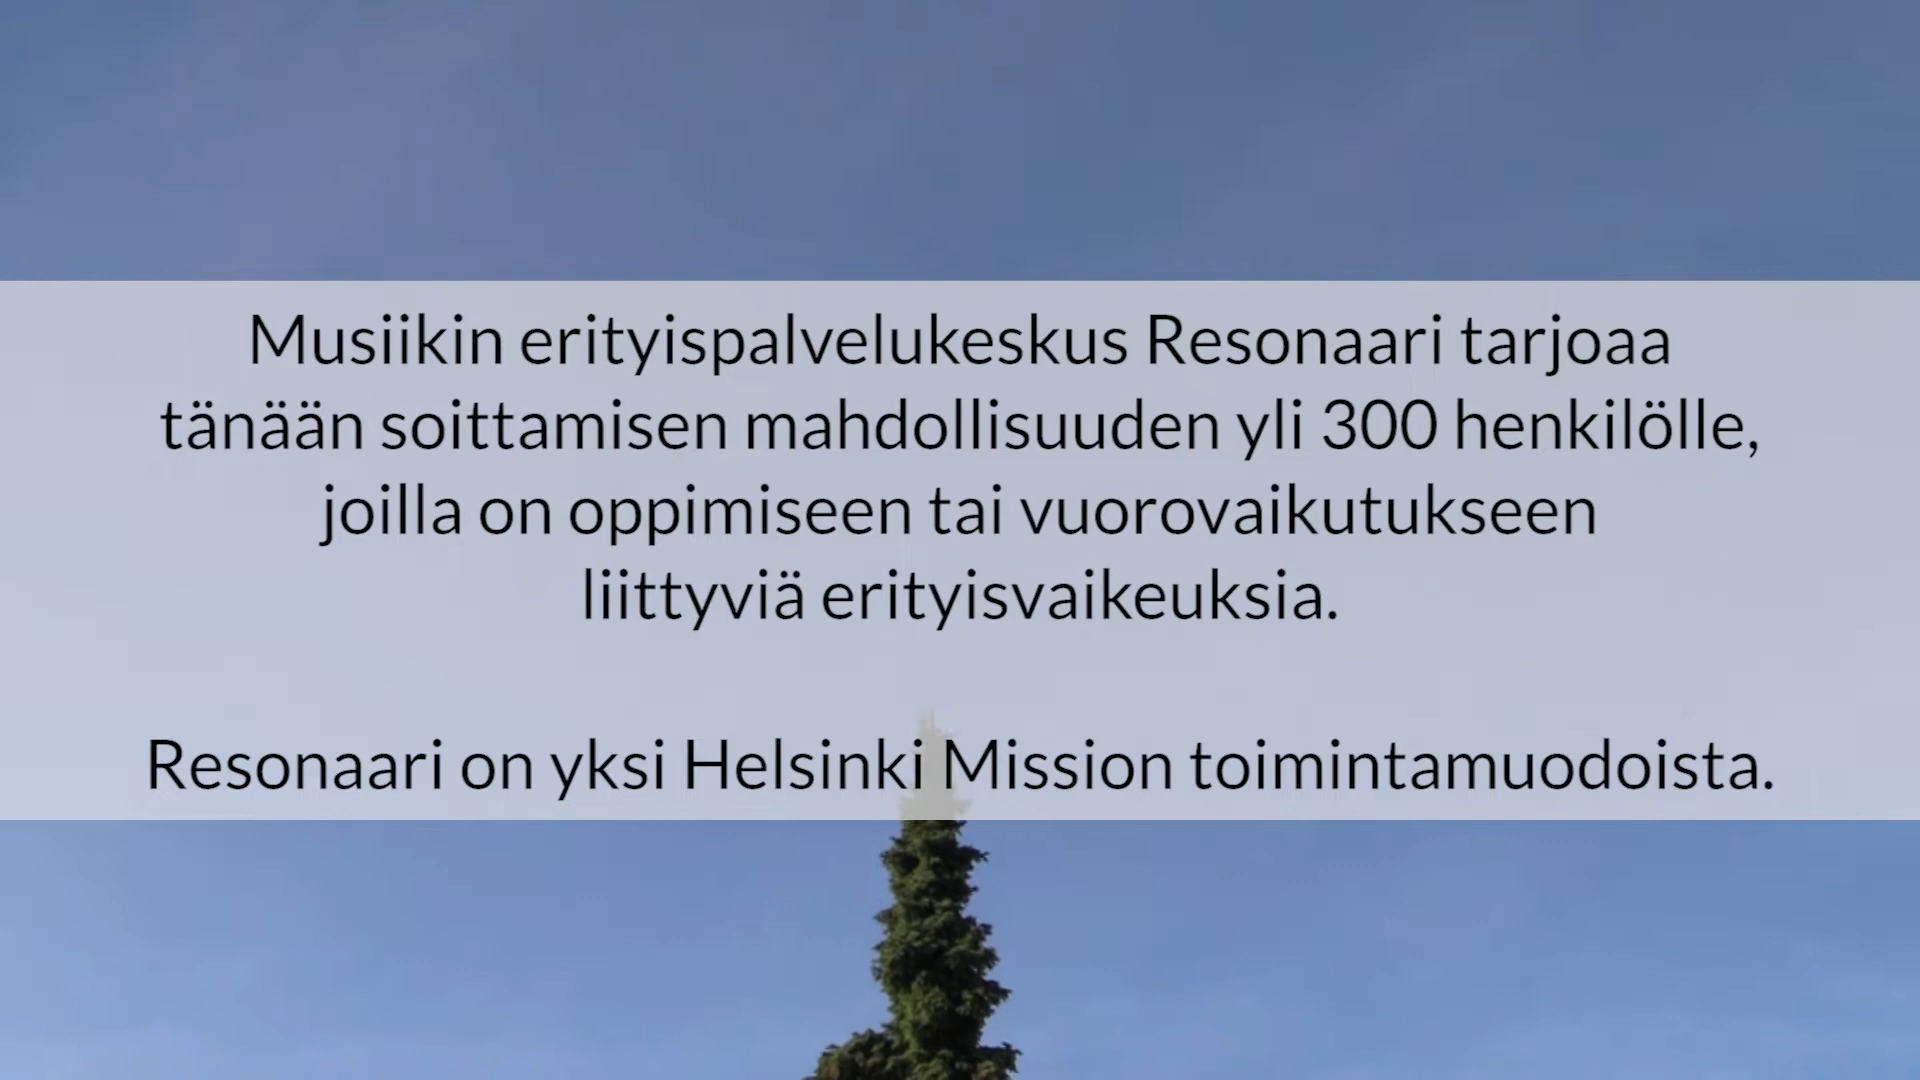 Musiikin erityispalvelukeskus Resonaari tarjoaa
tänään soittamisen mahdollisuuden yli 300 henkilölle,
joilla on oppimiseen tai vuorovaikutukseen
liittyviä erityisvaikeuksia.
Resonaari on yksi Helsinki Mission toimintamuodoista.